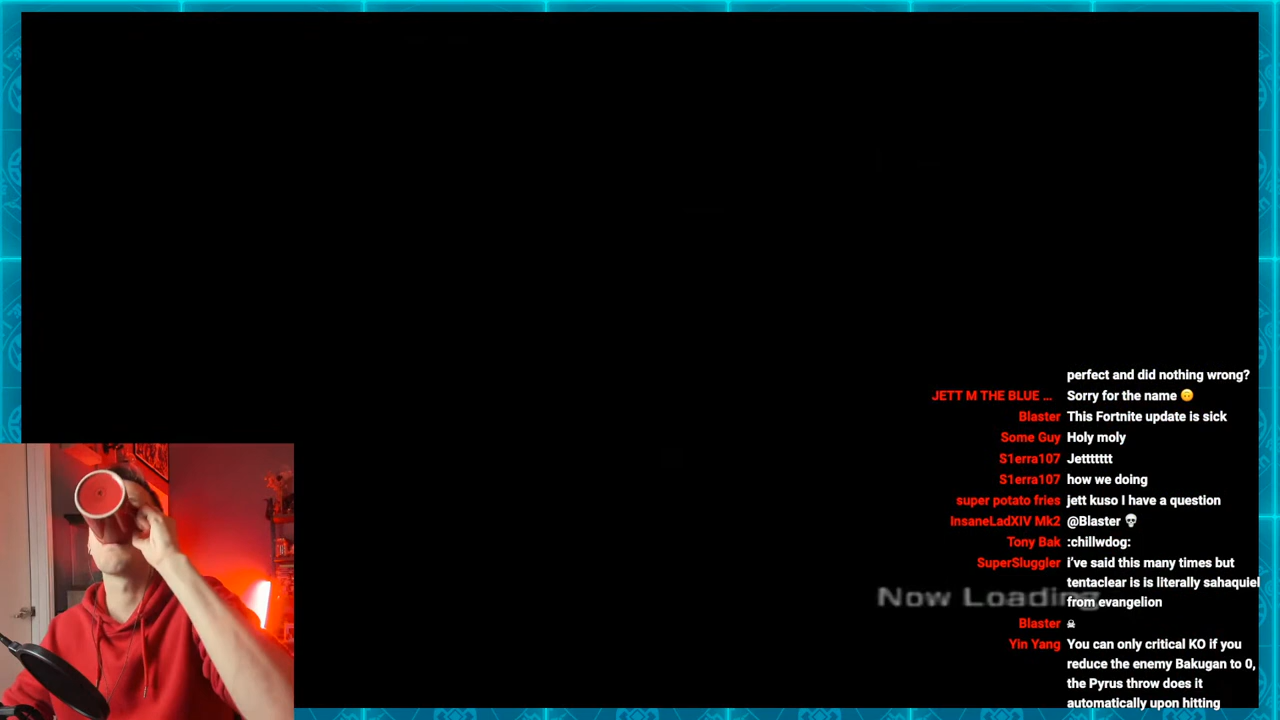 perfect and did nothing wrong?
JETT M THE BLUE ... Sorry for the name 🙃
Blaster This Fortnite update is sick
Some Guy Holy moly
S1erra107 Jettttttt
S1erra107 how we doing
super potato fries jett kuso I have a question
InsaneLadXIV Mk2 @Blaster 💀
Tony Bak :chillwdog:
SuperSluggler i've said this many times but
tentaclear is is literally sahaquiel
from evangelion
Now Loading
Blaster ☠
Yin Yang You can only critical KO if you
reduce the enemy Bakugan to 0,
the Pyrus throw does it
automatically upon hitting